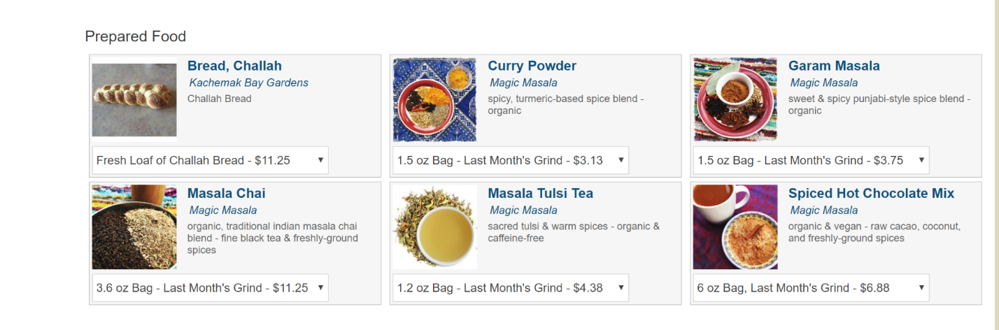 Prepared Food
Bread, Challah
Kachemak Bay Gardens
Challah Bread
Fresh Loaf of Challah Bread - $11.25
Curry Powder
Magic Masala
spicy, turmeric-based spice blend -
organic
1.5 oz Bag - Last Month's Grind - $3.13
Garam Masala
Magic Masala
sweet & spicy punjabi-style spice blend -
organic
1.5 oz Bag - Last Month's Grind - $3.75
Masala Chai
Magic Masala
organic, traditional indian masala chai
blend - fine black tea & freshly-ground
spices
3.6 oz Bag - Last Month's Grind - $11.25
Masala Tulsi Tea
Magic Masala
sacred tulsi & warm spices - organic &
caffeine-free
1.2 oz Bag - Last Month's Grind - $4.38
Spiced Hot Chocolate Mix
Magic Masala
organic & vegan - raw cacao, coconut,
and freshly-ground spices
6 oz Bag, Last Month's Grind - $6.88